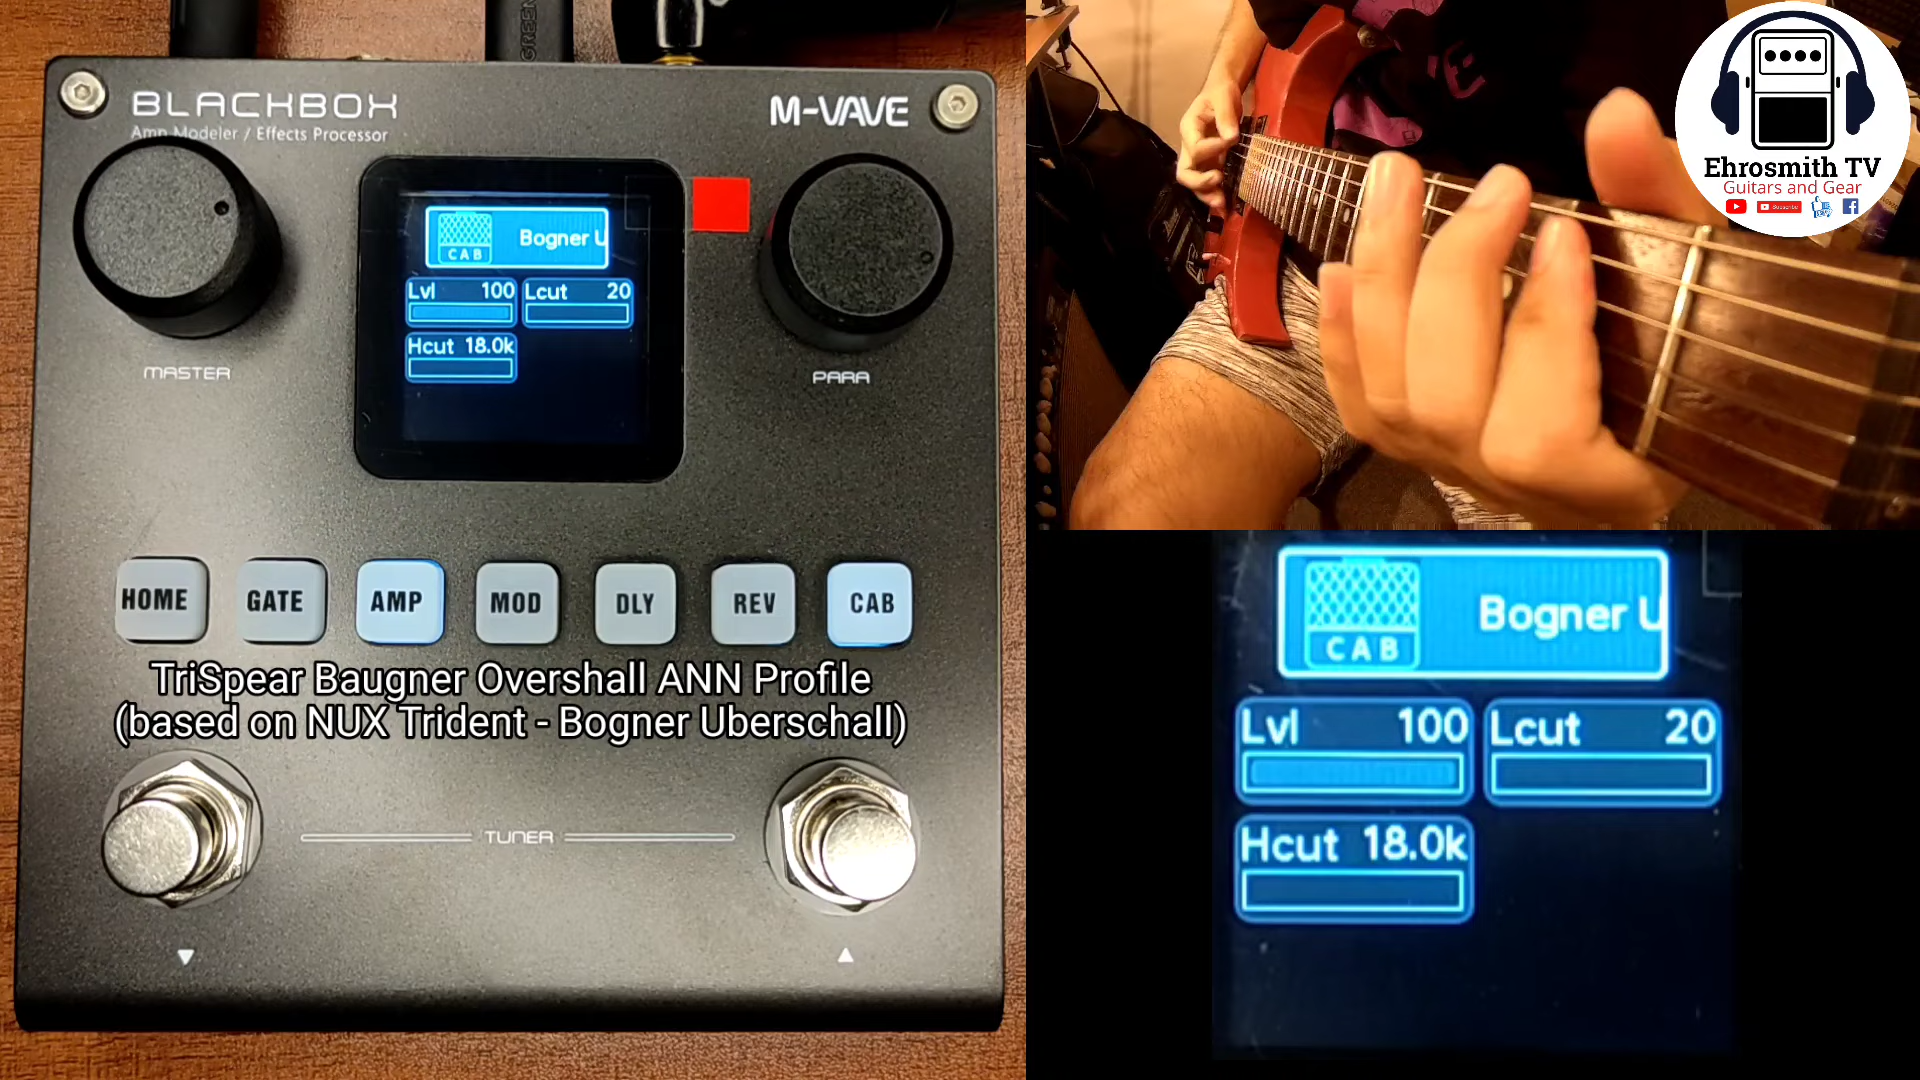 GREEN
BLACKBOX
Amp Modeler / Effects Processor
M-VAVE
CAB
Bogner U
Lvl 100
Lcut 20
Hcut 18.0k
MASTER
PARA
HOME
GATE
AMP
MOD
DLY
REV
CAB
TriSpear Baugner Overshall ANN Profile
(based on NUX Trident - Bogner Uberschall)
TUNER
Ehrosmith TV
Guitars and Gear
Subscribe
CAB
Bogner U
Lvl 100
Lcut 20
Hcut 18.0k